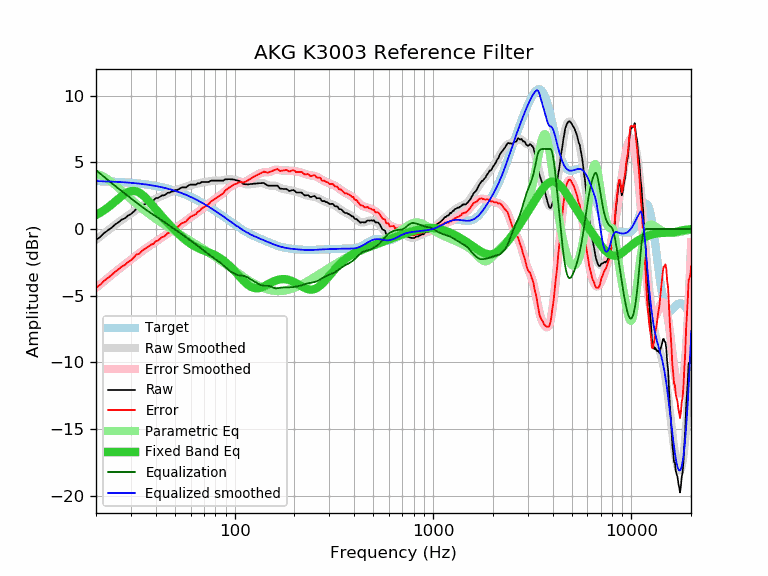 AKG K3003 Reference Filter
10
5
0
−5
−10
−15
−20
Amplitude (dBr)
Target
Raw Smoothed
Error Smoothed
Raw
Error
Parametric Eq
Fixed Band Eq
Equalization
Equalized smoothed
100 1000 10000
Frequency (Hz)